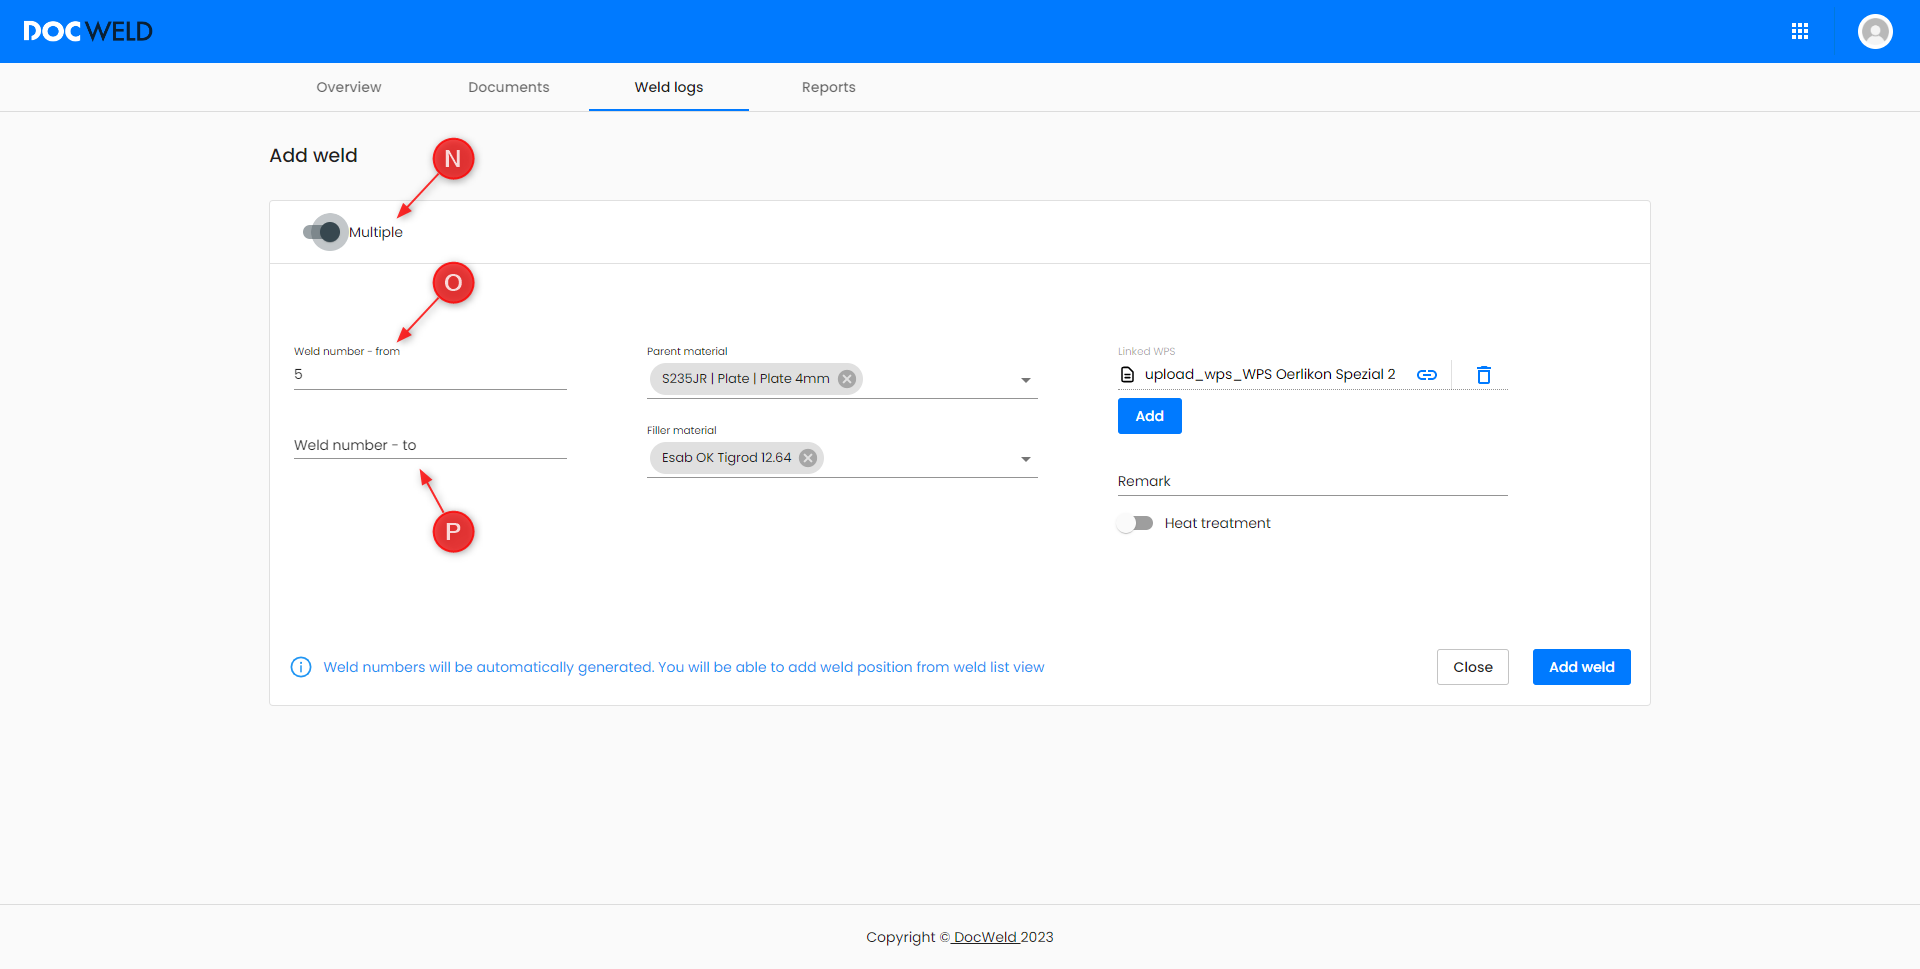 DOCWELD
Overview
Documents
Weld logs
Reports
Add weld
N
Multiple
O
Weld number - from
5
Weld number - to
P
Parent material
S235JR | Plate | Plate 4mm
Filler material
Esab OK Tigrod 12.64
Linked WPS
upload_wps_WPS Oerlikon Spezial 2
Add
Remark
Heat treatment
Weld numbers will be automatically generated. You will be able to add weld position from weld list view
Close
Add weld
Copyright © DocWeld 2023